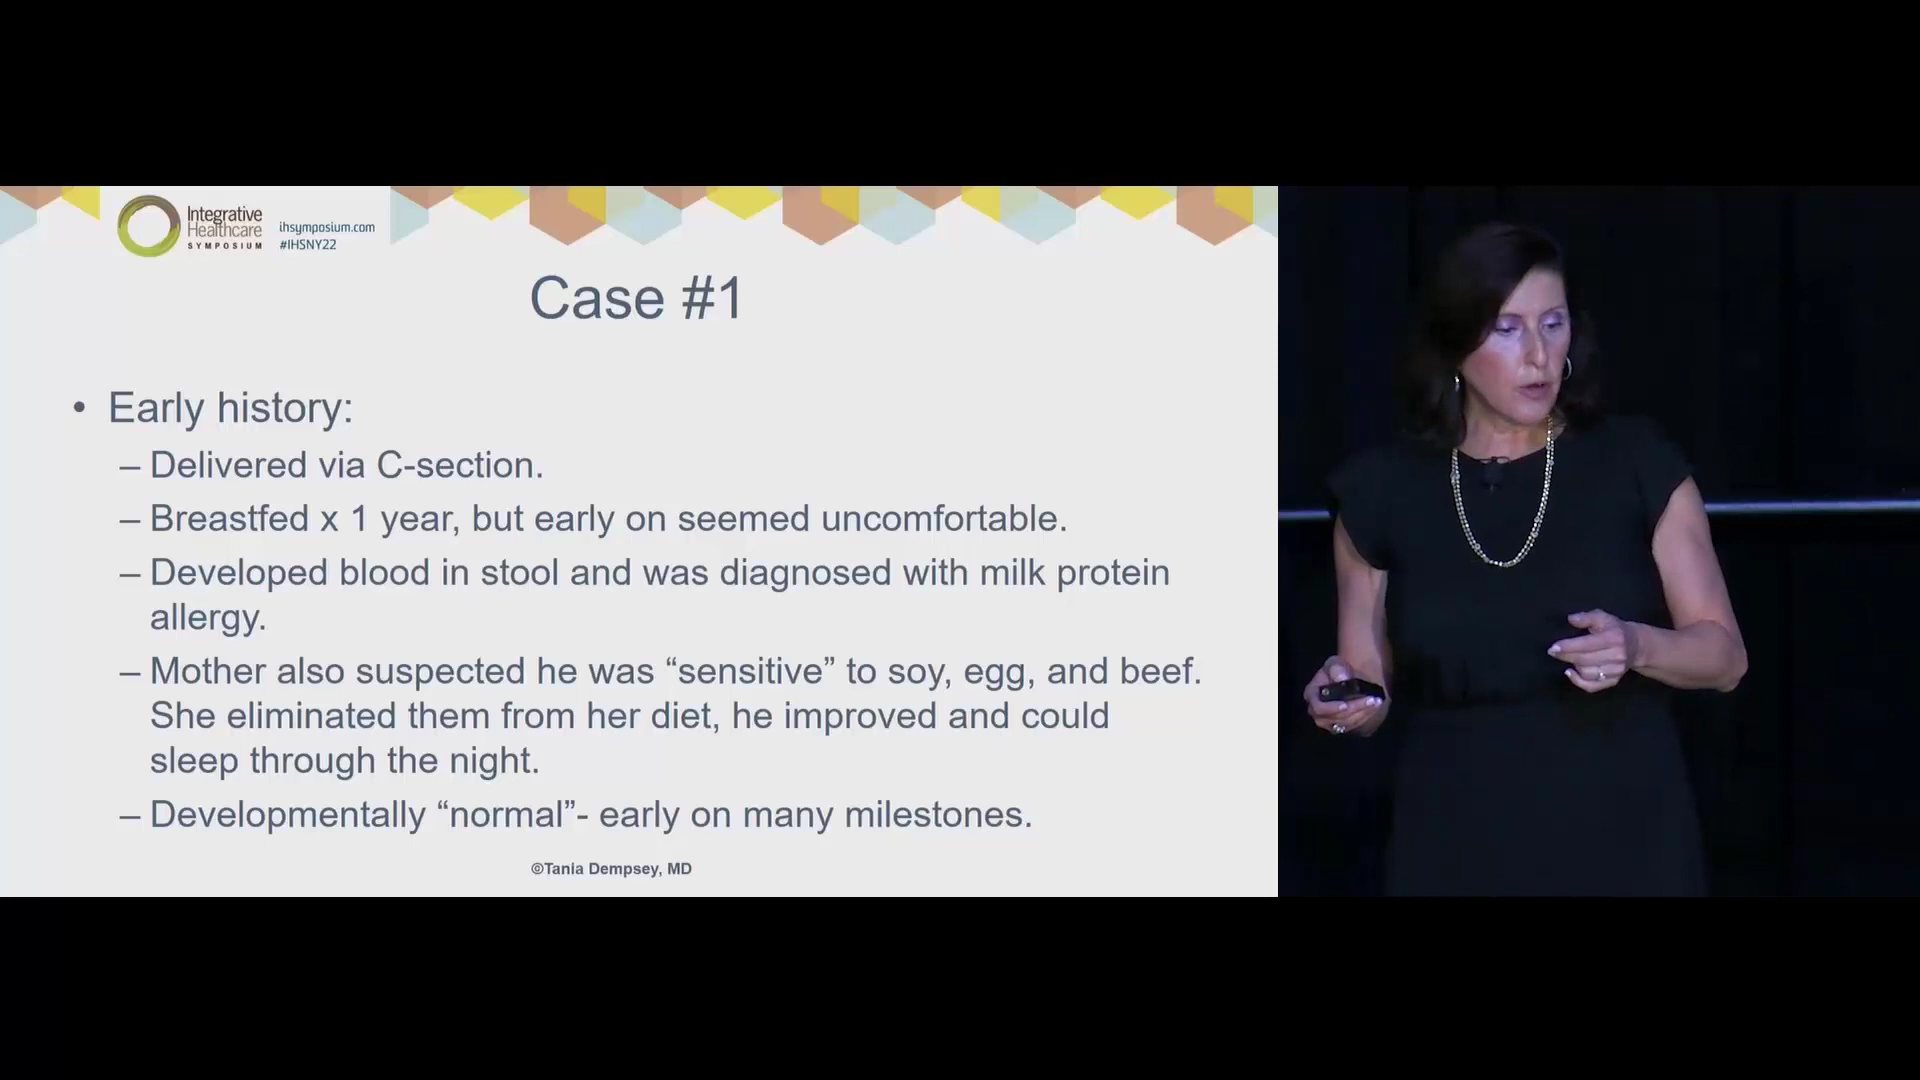 Integrative
Healthcare
SYMPOSIUM
ihsymposium.com
#IHSNY22
Case #1
• Early history:
– Delivered via C-section.
– Breastfed x 1 year, but early on seemed uncomfortable.
– Developed blood in stool and was diagnosed with milk protein
allergy.
– Mother also suspected he was “sensitive” to soy, egg, and beef.
She eliminated them from her diet, he improved and could
sleep through the night.
– Developmentally “normal”- early on many milestones.
©Tania Dempsey, MD